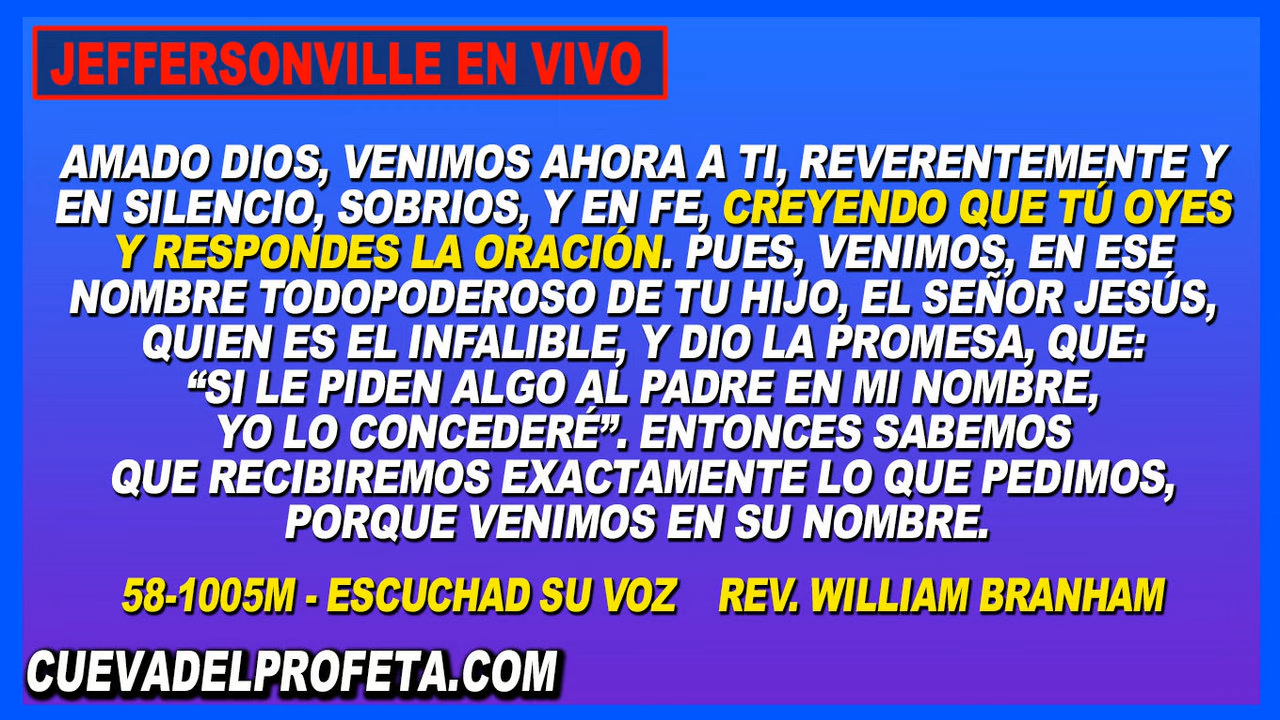 JEFFERSONVILLE EN VIVO
AMADO DIOS, VENIMOS AHORA A TI, REVERENTEMENTE Y
EN SILENCIO, SOBRIOS, Y EN FE, CREYENDO QUE TÚ OYES
Y RESPONDES LA ORACIÓN. PUES, VENIMOS, EN ESE
NOMBRE TODOPODEROSO DE TU HIJO, EL SEÑOR JESÚS,
QUIEN ES EL INFALIBLE, Y DIO LA PROMESA, QUE:
“SI LE PIDEN ALGO AL PADRE EN MI NOMBRE,
YO LO CONCEDERÉ”. ENTONCES SABEMOS
QUE RECIBIREMOS EXACTAMENTE LO QUE PEDIMOS,
PORQUE VENIMOS EN SU NOMBRE.
58-1005M - ESCUCHAD SU VOZ REV. WILLIAM BRANHAM
CUEVADELPROFETA.COM